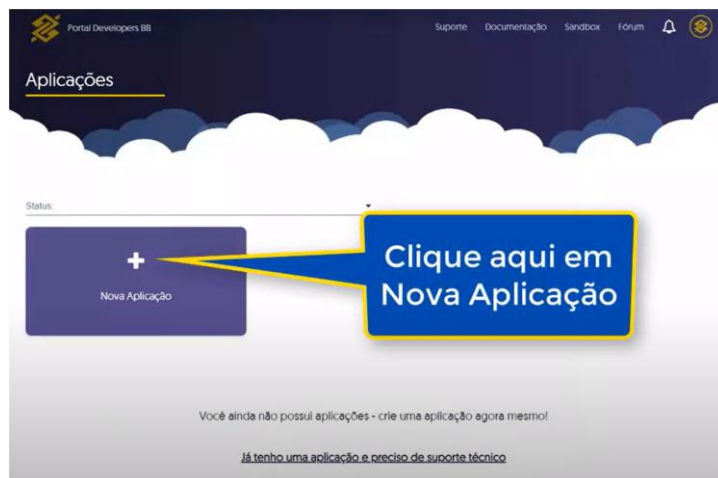 Portal Developers BB
Suporte Documentação Sandbox Fórum
Aplicações
Status:
Clique aqui em
Nova Aplicação
+
Nova Aplicação
Você ainda não possui aplicações - crie uma aplicação agora mesmo!
Já tenho uma aplicação e preciso de suporte técnico